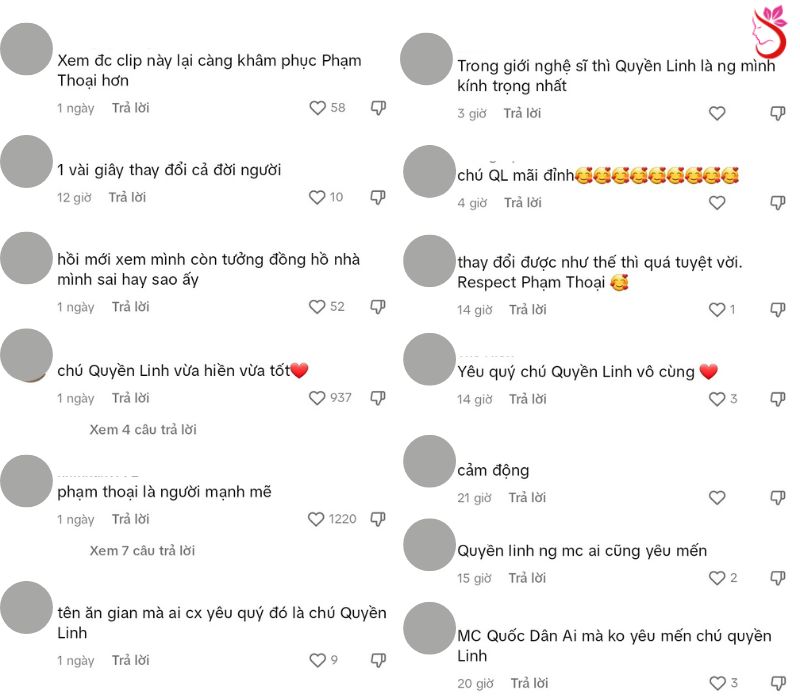 Xem đc clip này lại càng khâm phục Phạm
Thoại hơn
1 ngày Trả lời 58
1 vài giây thay đổi cả đời người
12 giờ Trả lời 10
hồi mới xem mình còn tưởng đồng hồ nhà
mình sai hay sao ấy
1 ngày Trả lời 52
chú Quyền Linh vừa hiền vừa tốt❤️
1 ngày Trả lời 937
Xem 4 câu trả lời
phạm thoại là người mạnh mẽ
1 ngày Trả lời 1220
Xem 7 câu trả lời
tên ăn gian mà ai cx yêu quý đó là chú Quyền
Linh
1 ngày Trả lời 9
Trong giới nghệ sĩ thì Quyền Linh là ng mình
kính trọng nhất
3 giờ Trả lời
chú QL mãi đỉnh🥰🥰🥰🥰🥰🥰🥰🥰🥰
4 giờ Trả lời
thay đổi được như thế thì quá tuyệt vời.
Respect Phạm Thoại 🥰
14 giờ Trả lời 1
Yêu quý chú Quyền Linh vô cùng ❤️
14 giờ Trả lời 3
cảm động
21 giờ Trả lời
Quyền linh ng mc ai cũng yêu mến
15 giờ Trả lời 2
MC Quốc Dân Ai mà ko yêu mến chú quyền
Linh
20 giờ Trả lời 3